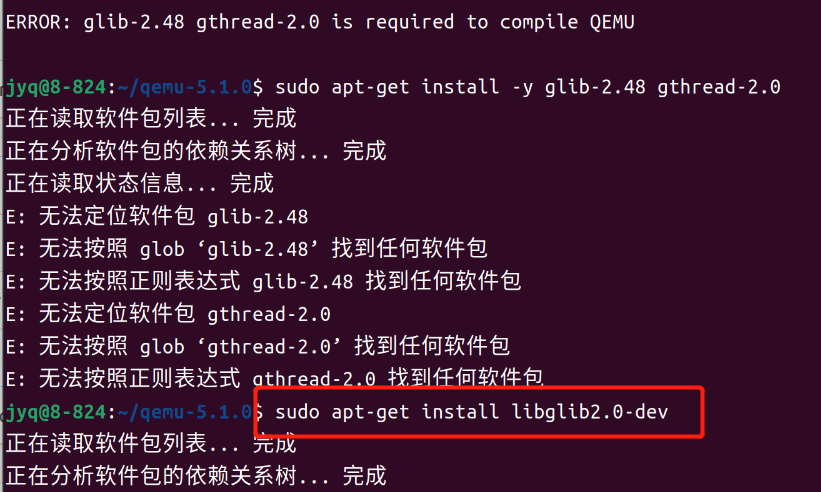 ERROR: glib-2.48 gthread-2.0 is required to compile QEMU
jyq@8-824:~/qemu-5.1.0$ sudo apt-get install -y glib-2.48 gthread-2.0
正在读取软件包列表... 完成
正在分析软件包的依赖关系树... 完成
正在读取状态信息... 完成
E: 无法定位软件包 glib-2.48
E: 无法按照 glob ‘glib-2.48’ 找到任何软件包
E: 无法按照正则表达式 glib-2.48 找到任何软件包
E: 无法定位软件包 gthread-2.0
E: 无法按照 glob ‘gthread-2.0’ 找到任何软件包
E: 无法按照正则表达式 gthread-2.0 找到任何软件包
jyq@8-824:~/qemu-5.1.0$ sudo apt-get install libglib2.0-dev
正在读取软件包列表... 完成
正在分析软件包的依赖关系树... 完成